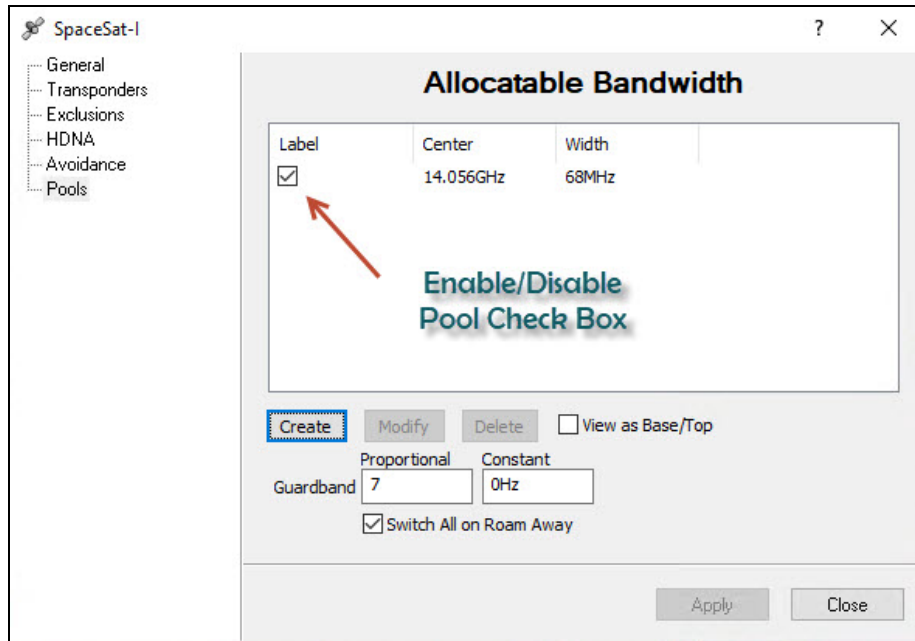 SpaceSat-I
?
General
Transponders
Exclusions
HDNA
Avoidance
Pools
Allocatable Bandwidth
Label Center Width
14.056GHz 68MHz
Enable/Disable
Pool Check Box
Create Modify Delete View as Base/Top
Proportional Constant
Guardband 7 0Hz
Switch All on Roam Away
Apply Close